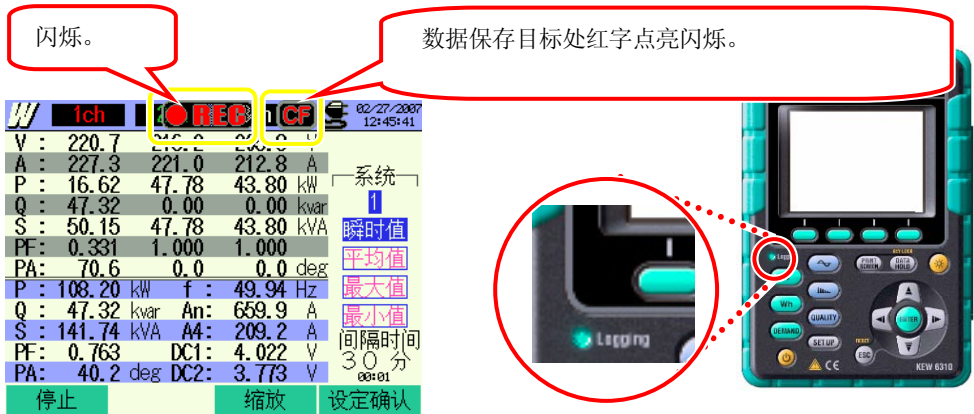 闪烁。
数据保存目标处红字点亮闪烁。
W 1ch 2 REC CF 02/27/2007
12:45:41
V : 220.7 216.2 V
A : 227.3 221.0 212.8 A
P : 16.62 47.78 43.80 kW
Q : 47.32 0.00 0.00 kvar
S : 50.15 47.78 43.80 kVA
PF: 0.331 1.000 1.000
PA: 70.6 0.0 0.0 deg
P : 108.20 kW f : 49.94 Hz
Q : 47.32 kvar An: 659.9 A
S : 141.74 kVA A4: 209.2 A
PF: 0.763 DC1: 4.022 V
PA: 40.2 deg DC2: 3.773 V
系统
1
瞬时值
平均值
最大值
最小值
间隔时间
30 分
00:01
停止 缩放 设定确认
Logging
Logg
PRINT SCREEN
KEY LOCK
DATA HOLD
Wh
QUALITY
DEMAND
SET UP
ENTER
RESET
ESC
CE
KEW 6310